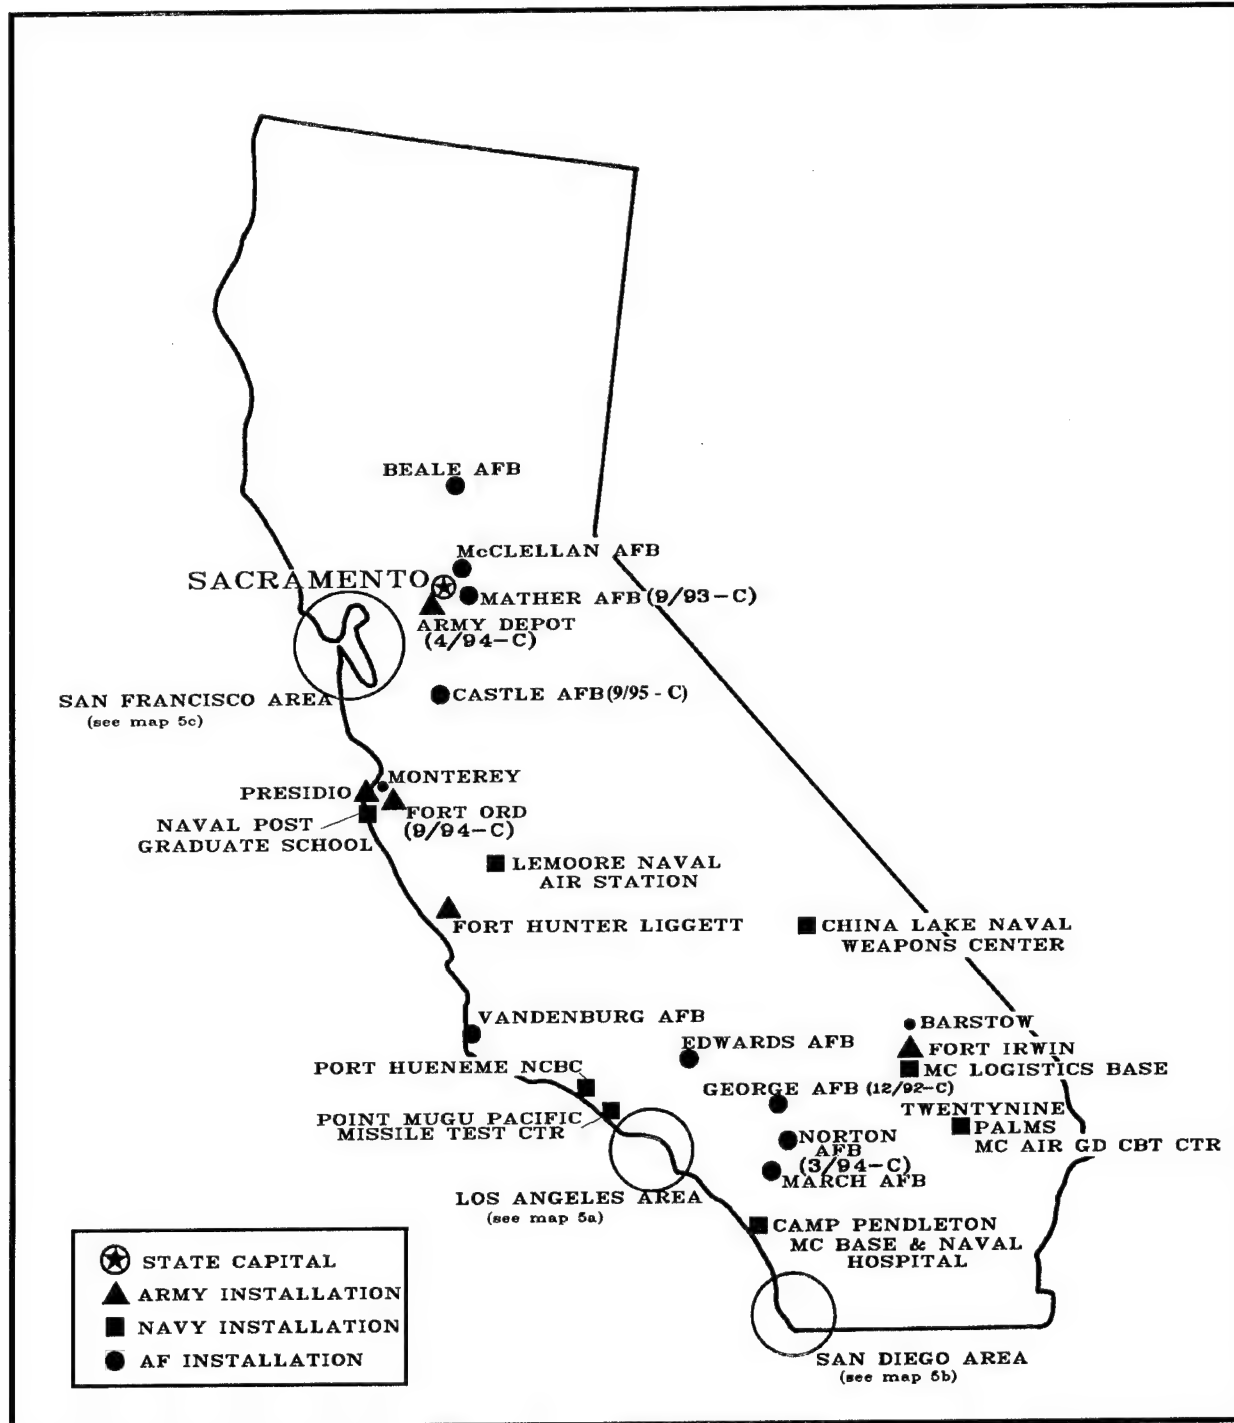 BEALE AFB
McCLELLAN AFB
SACRAMENTO
MATHER AFB (9/93-C)
ARMY DEPOT
(4/94-C)
CASTLE AFB (9/95 - C)
SAN FRANCISCO AREA
(see map 5c)
MONTEREY
PRESIDIO
FORT ORD
(9/94-C)
NAVAL POST
GRADUATE SCHOOL
LEMOORE NAVAL
AIR STATION
FORT HUNTER LIGGETT
CHINA LAKE NAVAL
WEAPONS CENTER
VANDENBURG AFB
BARSTOW
EDWARDS AFB
FORT IRWIN
PORT HUENEME NCBC
MC LOGISTICS BASE
GEORGE AFB (12/92-C)
POINT MUGU PACIFIC
MISSILE TEST CTR
TWENTYNINE
PALMS
MC AIR GD CBT CTR
NORTON
AFB
(3/94-C)
MARCH AFB
LOS ANGELES AREA
(see map 5a)
CAMP PENDLETON
MC BASE & NAVAL
HOSPITAL
SAN DIEGO AREA
(see map 5b)
STATE CAPITAL
ARMY INSTALLATION
NAVY INSTALLATION
AF INSTALLATION